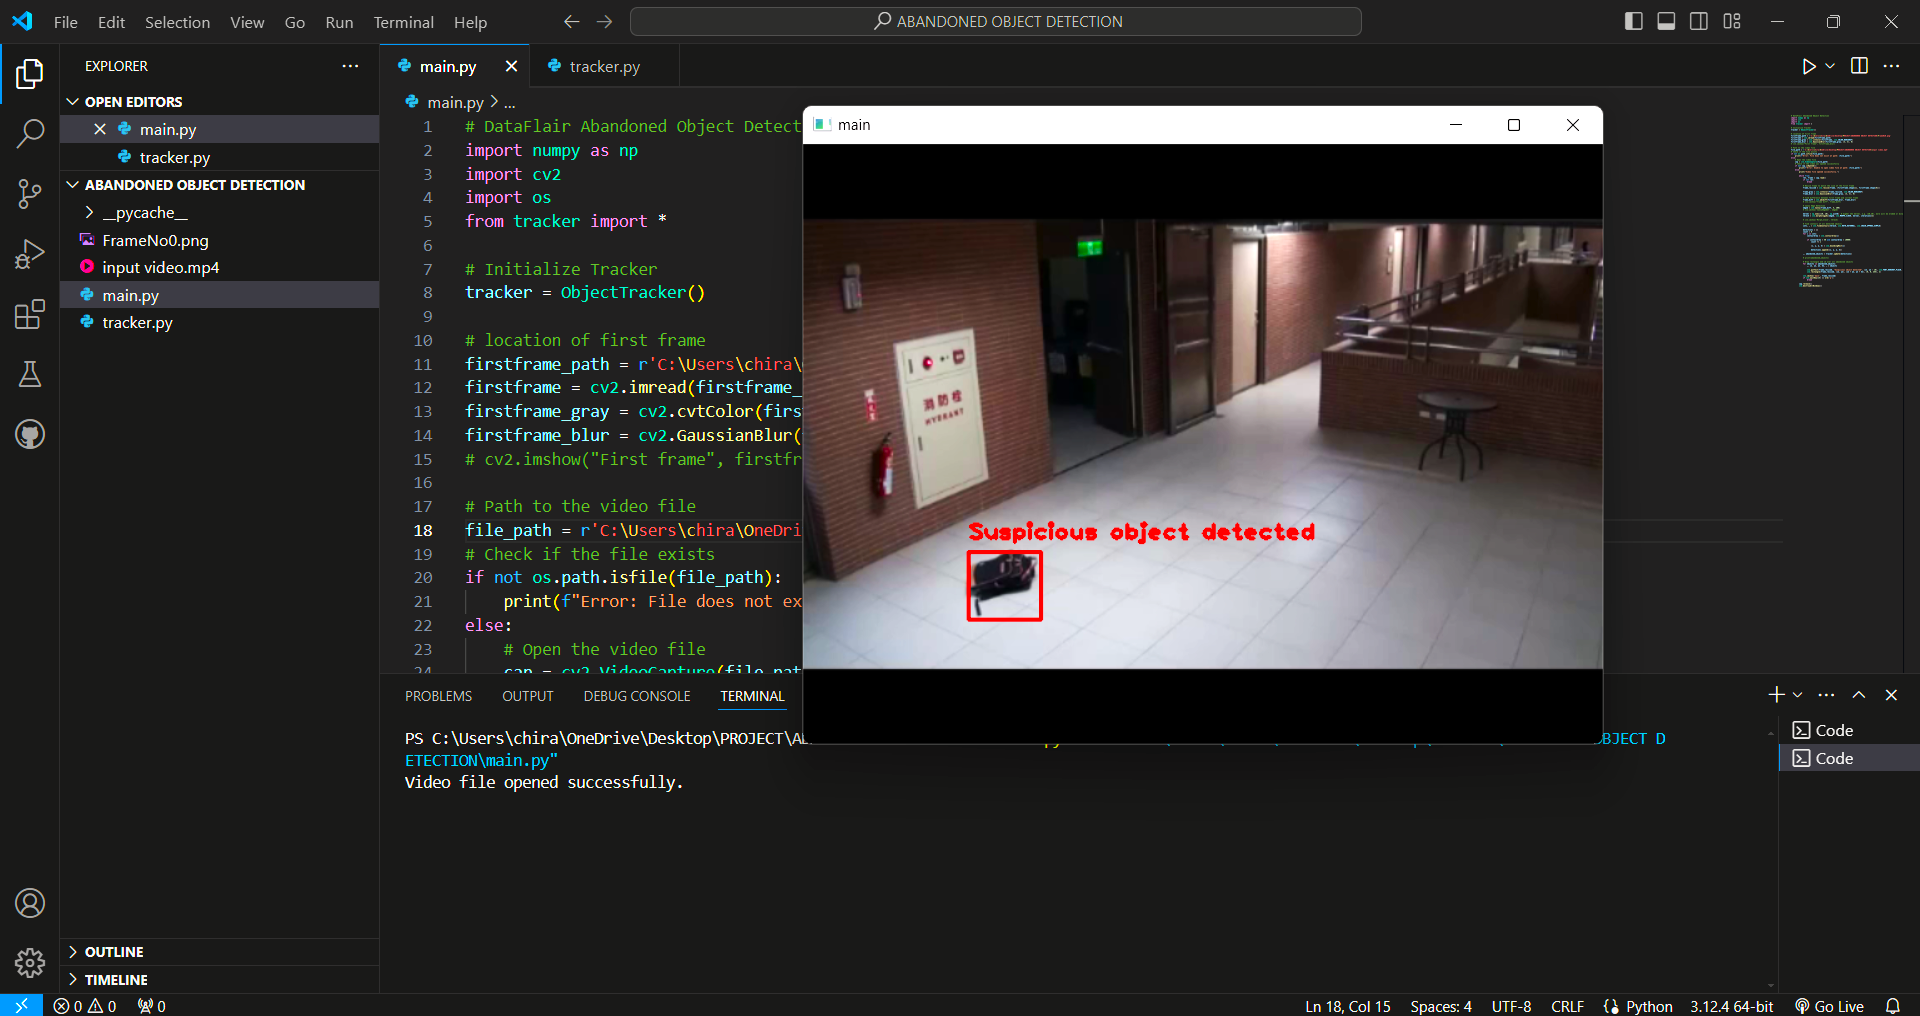 File Edit Selection View Go Run Terminal Help
ABANDONED OBJECT DETECTION
EXPLORER
OPEN EDITORS
main.py
tracker.py
ABANDONED OBJECT DETECTION
__pycache__
FrameNo0.png
input video.mp4
main.py
tracker.py
OUTLINE
TIMELINE
main.py
tracker.py
main.py > ...
1 # DataFlair Abandoned Object Detect
2 import numpy as np
3 import cv2
4 import os
5 from tracker import *
6
7 # Initialize Tracker
8 tracker = ObjectTracker()
9
10 # location of first frame
11 firstframe_path = r'C:\Users\chira\
12 firstframe = cv2.imread(firstframe_
13 firstframe_gray = cv2.cvtColor(firs
14 firstframe_blur = cv2.GaussianBlur(
15 # cv2.imshow("First frame", firstfr
16
17 # Path to the video file
18 file_path = r'C:\Users\chira\OneDri
19 # Check if the file exists
20 if not os.path.isfile(file_path):
21 print(f"Error: File does not ex
22 else:
23 # Open the video file
24 cap = cv2.VideoCapture(file_pat
main
消防栓
HYDRANT
Suspicious object detected
PROBLEMS OUTPUT DEBUG CONSOLE TERMINAL
PS C:\Users\chira\OneDrive\Desktop\PROJECT\A
BJECT D
ETECTION\main.py"
Video file opened successfully.
Code
Code
0 0 0
Ln 18, Col 15 Spaces: 4 UTF-8 CRLF Python 3.12.4 64-bit Go Live